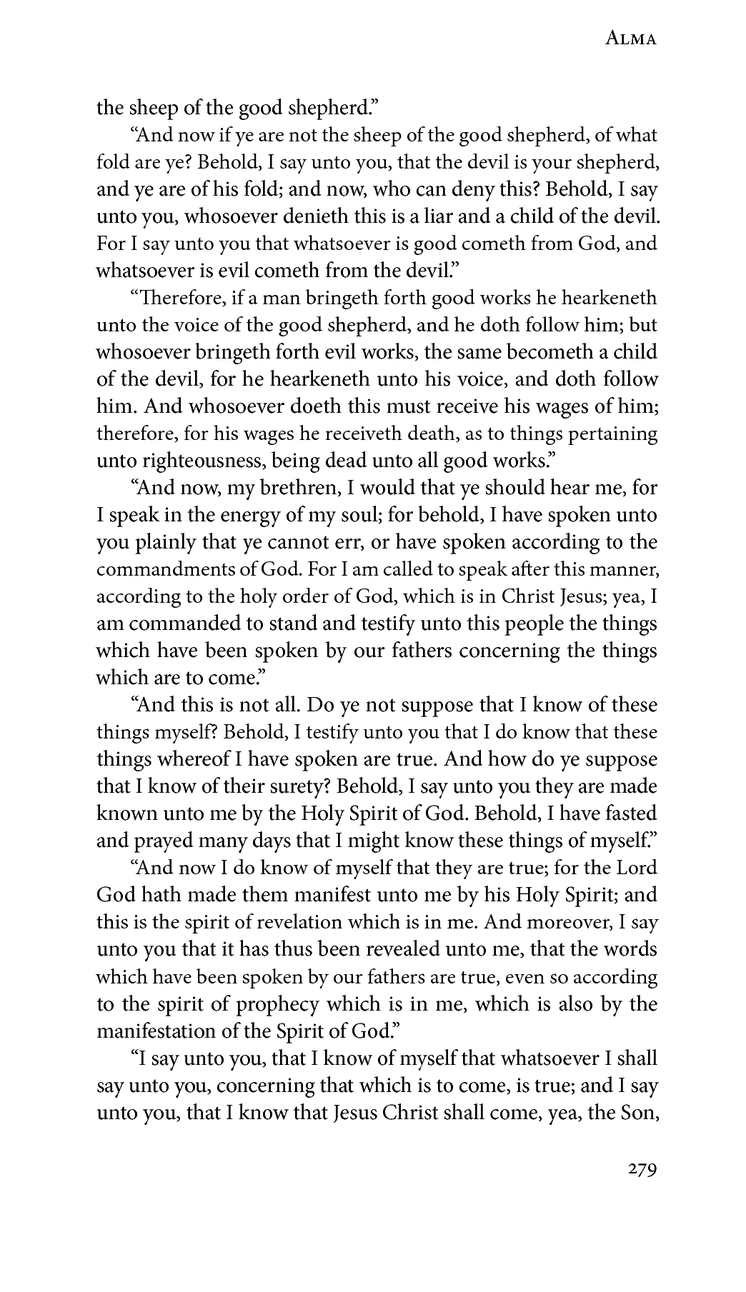 Alma
the sheep of the good shepherd.”
“And now if ye are not the sheep of the good shepherd, of what
fold are ye? Behold, I say unto you, that the devil is your shepherd,
and ye are of his fold; and now, who can deny this? Behold, I say
unto you, whosoever denieth this is a liar and a child of the devil.
For I say unto you that whatsoever is good cometh from God, and
whatsoever is evil cometh from the devil.”
“Therefore, if a man bringeth forth good works he hearkeneth
unto the voice of the good shepherd, and he doth follow him; but
whosoever bringeth forth evil works, the same becometh a child
of the devil, for he hearkeneth unto his voice, and doth follow
him. And whosoever doeth this must receive his wages of him;
therefore, for his wages he receiveth death, as to things pertaining
unto righteousness, being dead unto all good works.”
“And now, my brethren, I would that ye should hear me, for
I speak in the energy of my soul; for behold, I have spoken unto
you plainly that ye cannot err, or have spoken according to the
commandments of God. For I am called to speak after this manner,
according to the holy order of God, which is in Christ Jesus; yea, I
am commanded to stand and testify unto this people the things
which have been spoken by our fathers concerning the things
which are to come.”
“And this is not all. Do ye not suppose that I know of these
things myself? Behold, I testify unto you that I do know that these
things whereof I have spoken are true. And how do ye suppose
that I know of their surety? Behold, I say unto you they are made
known unto me by the Holy Spirit of God. Behold, I have fasted
and prayed many days that I might know these things of myself.”
“And now I do know of myself that they are true; for the Lord
God hath made them manifest unto me by his Holy Spirit; and
this is the spirit of revelation which is in me. And moreover, I say
unto you that it has thus been revealed unto me, that the words
which have been spoken by our fathers are true, even so according
to the spirit of prophecy which is in me, which is also by the
manifestation of the Spirit of God.”
“I say unto you, that I know of myself that whatsoever I shall
say unto you, concerning that which is to come, is true; and I say
unto you, that I know that Jesus Christ shall come, yea, the Son,
279